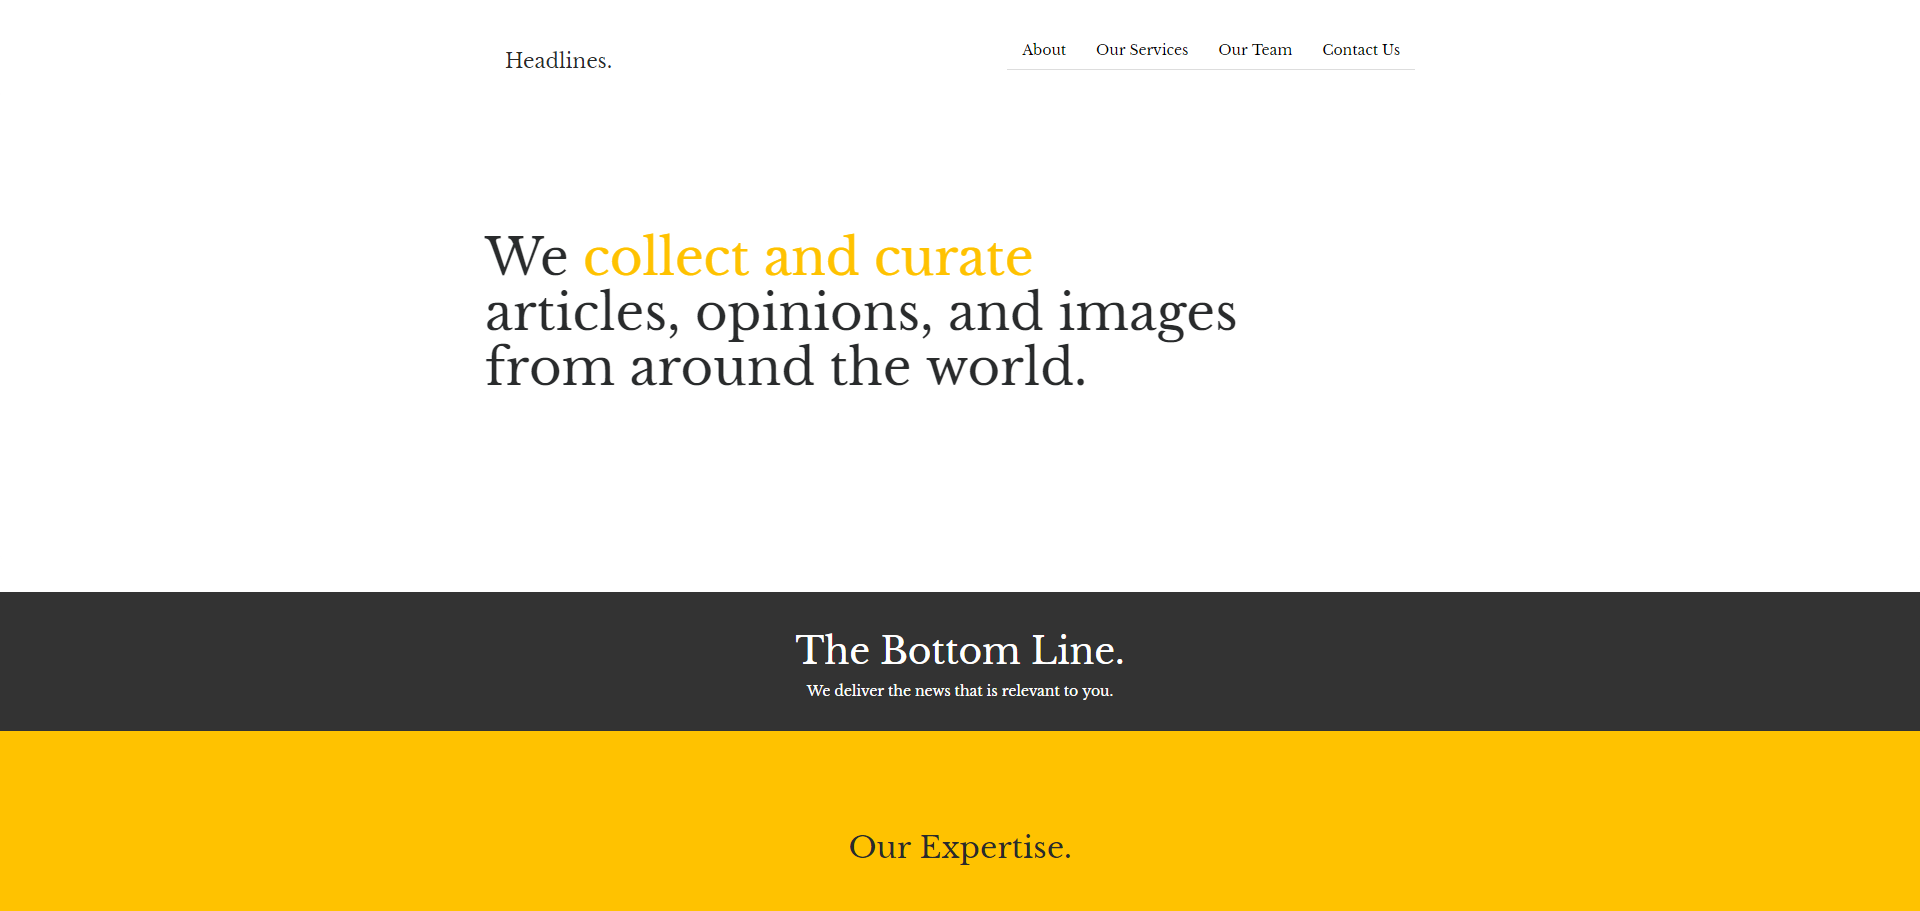 Headlines.
About Our Services Our Team Contact Us
We collect and curate
articles, opinions, and images
from around the world.
The Bottom Line.
We deliver the news that is relevant to you.
Our Expertise.